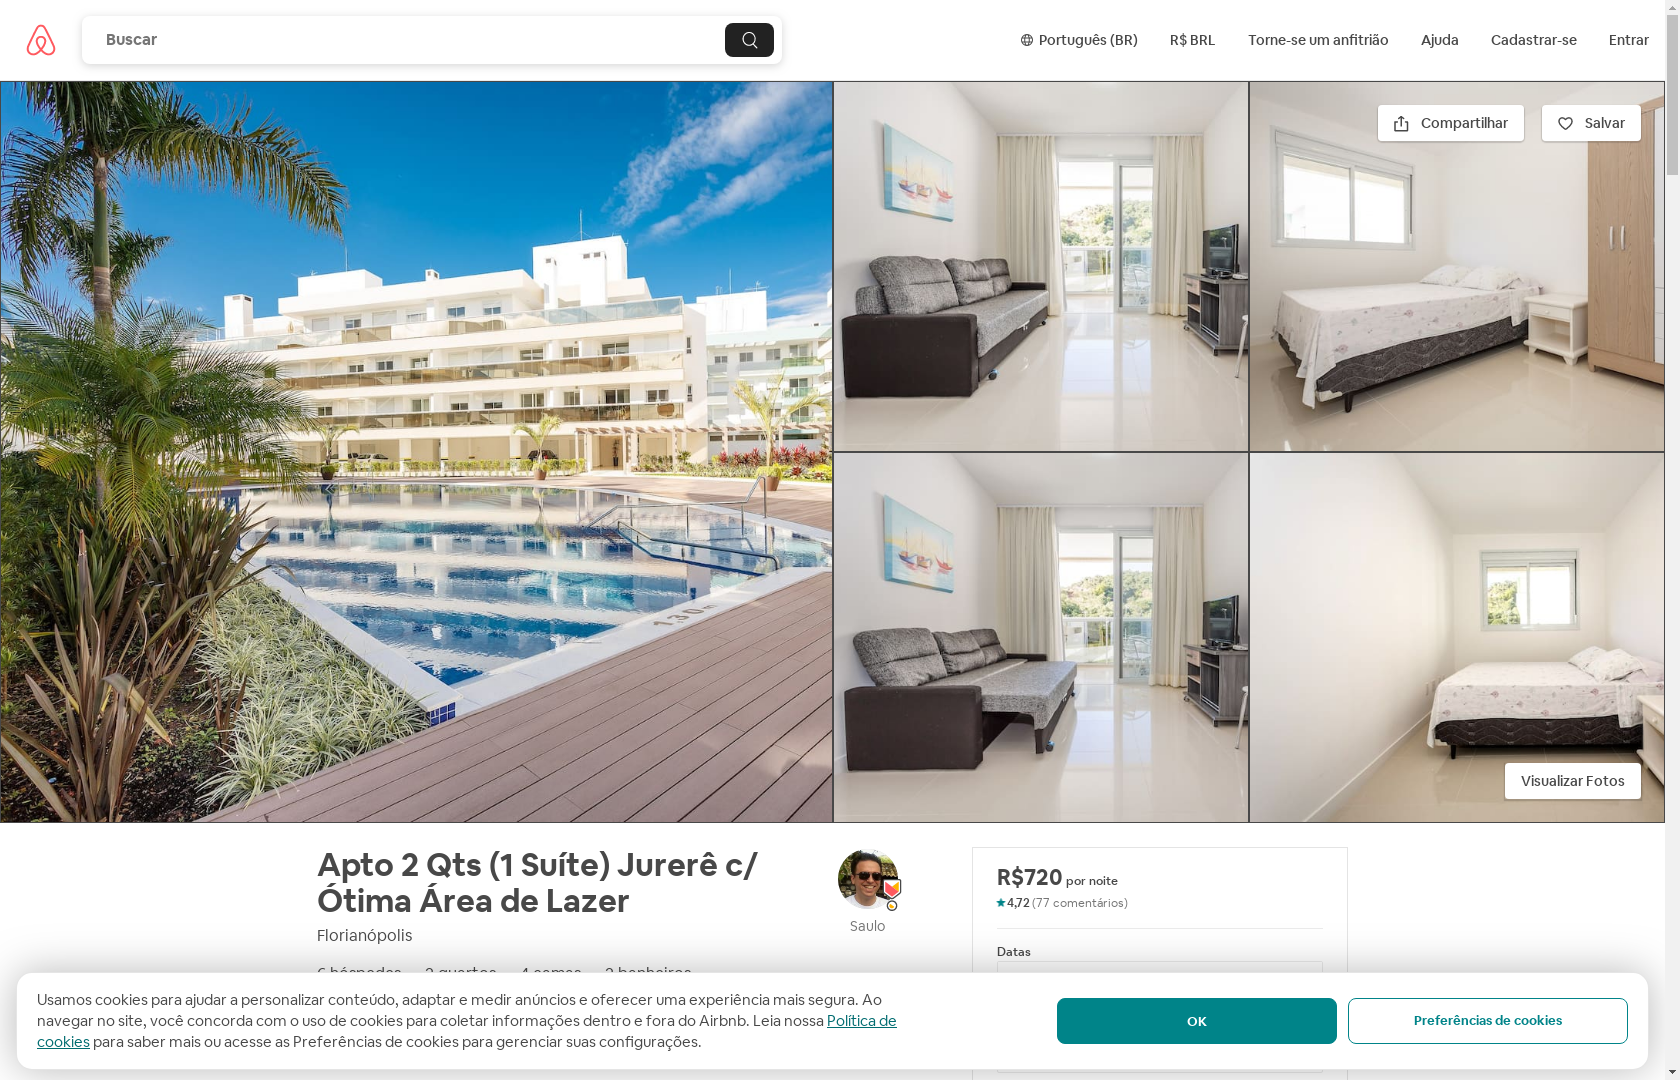 Buscar
Português (BR)
R$ BRL
Torne-se um anfitrião
Ajuda
Cadastrar-se
Entrar
Compartilhar
Salvar
1.30 m
Visualizar Fotos
Apto 2 Qts (1 Suíte) Jurerê c/
Ótima Área de Lazer
Florianópolis
Saulo
R$720 por noite
4,72 (77 comentários)
Datas
6 hóspedes 2 quartos 4 camas 2 banheiros
Usamos cookies para ajudar a personalizar conteúdo, adaptar e medir anúncios e oferecer uma experiência mais segura. Ao
navegar no site, você concorda com o uso de cookies para coletar informações dentro e fora do Airbnb. Leia nossa Política de
cookies para saber mais ou acesse as Preferências de cookies para gerenciar suas configurações.
OK
Preferências de cookies